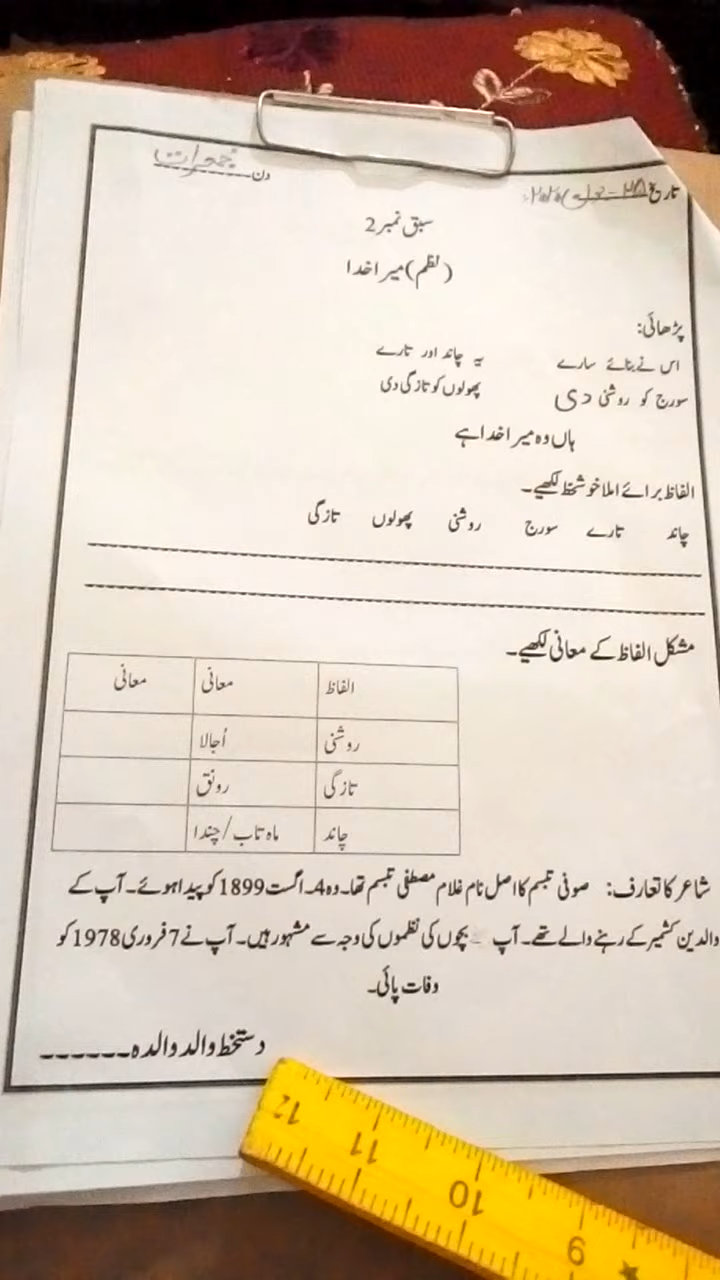 تاریخ ۲۵
دن جمعرات
سبق نمبر 2
(نظم) میرا خدا
پڑھائی:
اس نے بنائے سارے یہ چاند اور تارے
سورج کو روشنی دی پھولوں کو تازگی دی
ہاں وہ میرا خدا ہے
الفاظ برائے املا خوشخط لکھیے۔
چاند تارے سورج روشنی پھولوں تازگی
مشکل الفاظ کے معانی لکھیے۔
الفاظ معانی معانی
روشنی اُجالا
تازگی رونق
چاند ماہ تاب/چندا
شاعر کا تعارف: صوفی تبسم کا اصل نام غلام مصطفی تبسم تھا۔ وہ 4۔اگست 1899 کو پیدا ہوئے۔ آپ کے
والدین کشمیر کے رہنے والے تھے۔ آپ بچوں کی نظموں کی وجہ سے مشہور ہیں۔ آپ نے 7 فروری 1978 کو
وفات پائی۔
دستخط والد والدہ------
12 11 10 9